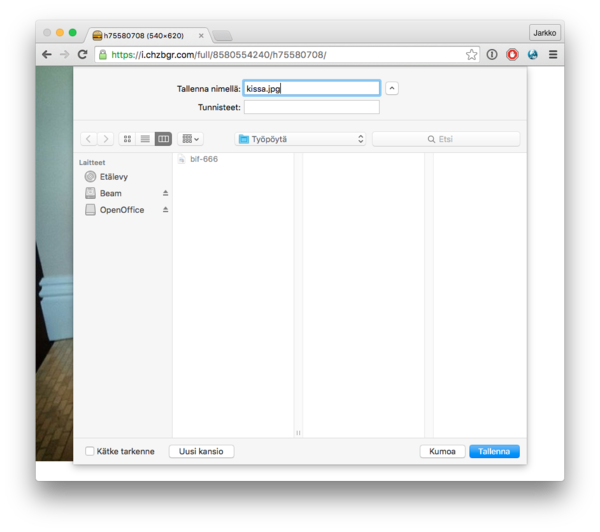 h75580708 (540×620)
Jarkko
https://i.chzbgr.com/full/8580554240/h75580708/
Tallenna nimellä: kissa.jpg
Tunnisteet:
Työpöytä
Etsi
Laitteet
Etälevy
Beam
OpenOffice
blf-666
Kätke tarkenne
Uusi kansio
Kumoa
Tallenna